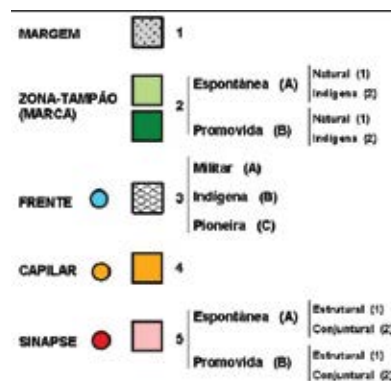 MARGEM 1
ZONA-TAMPÃO (MARCA) 2
Espontânea (A)
Natural (1)
Indígena (2)
Promovida (B)
Natural (1)
Indígena (2)
FRENTE 3
Militar (A)
Indígena (B)
Pioneira (C)
CAPILAR 4
SINAPSE 5
Espontânea (A)
Estrutural (1)
Conjuntural (2)
Promovida (B)
Estrutural (1)
Conjuntural (2)